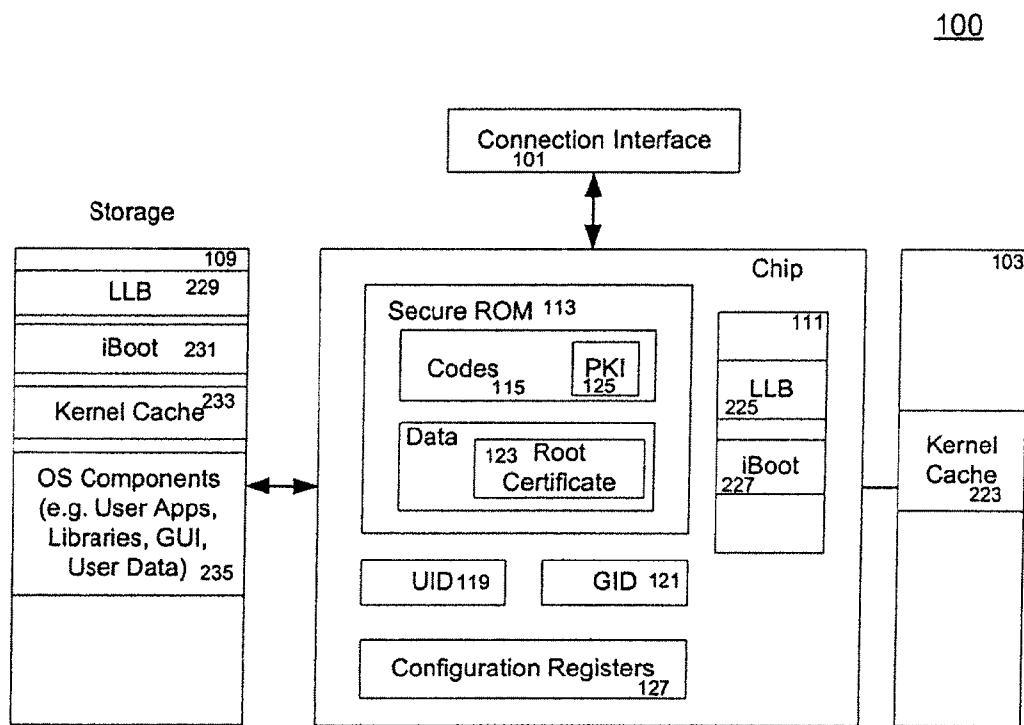 100
Connection Interface
101
Storage
109
LLB 229
iBoot 231
Kernel Cache 233
OS Components
(e.g. User Apps,
Libraries, GUI,
User Data) 235
Chip
Secure ROM 113
Codes 115
PKI
125
Data
123 Root
Certificate
111
LLB
225
iBoot
227
UID 119
GID 121
Configuration Registers
127
103
Kernel
Cache
223